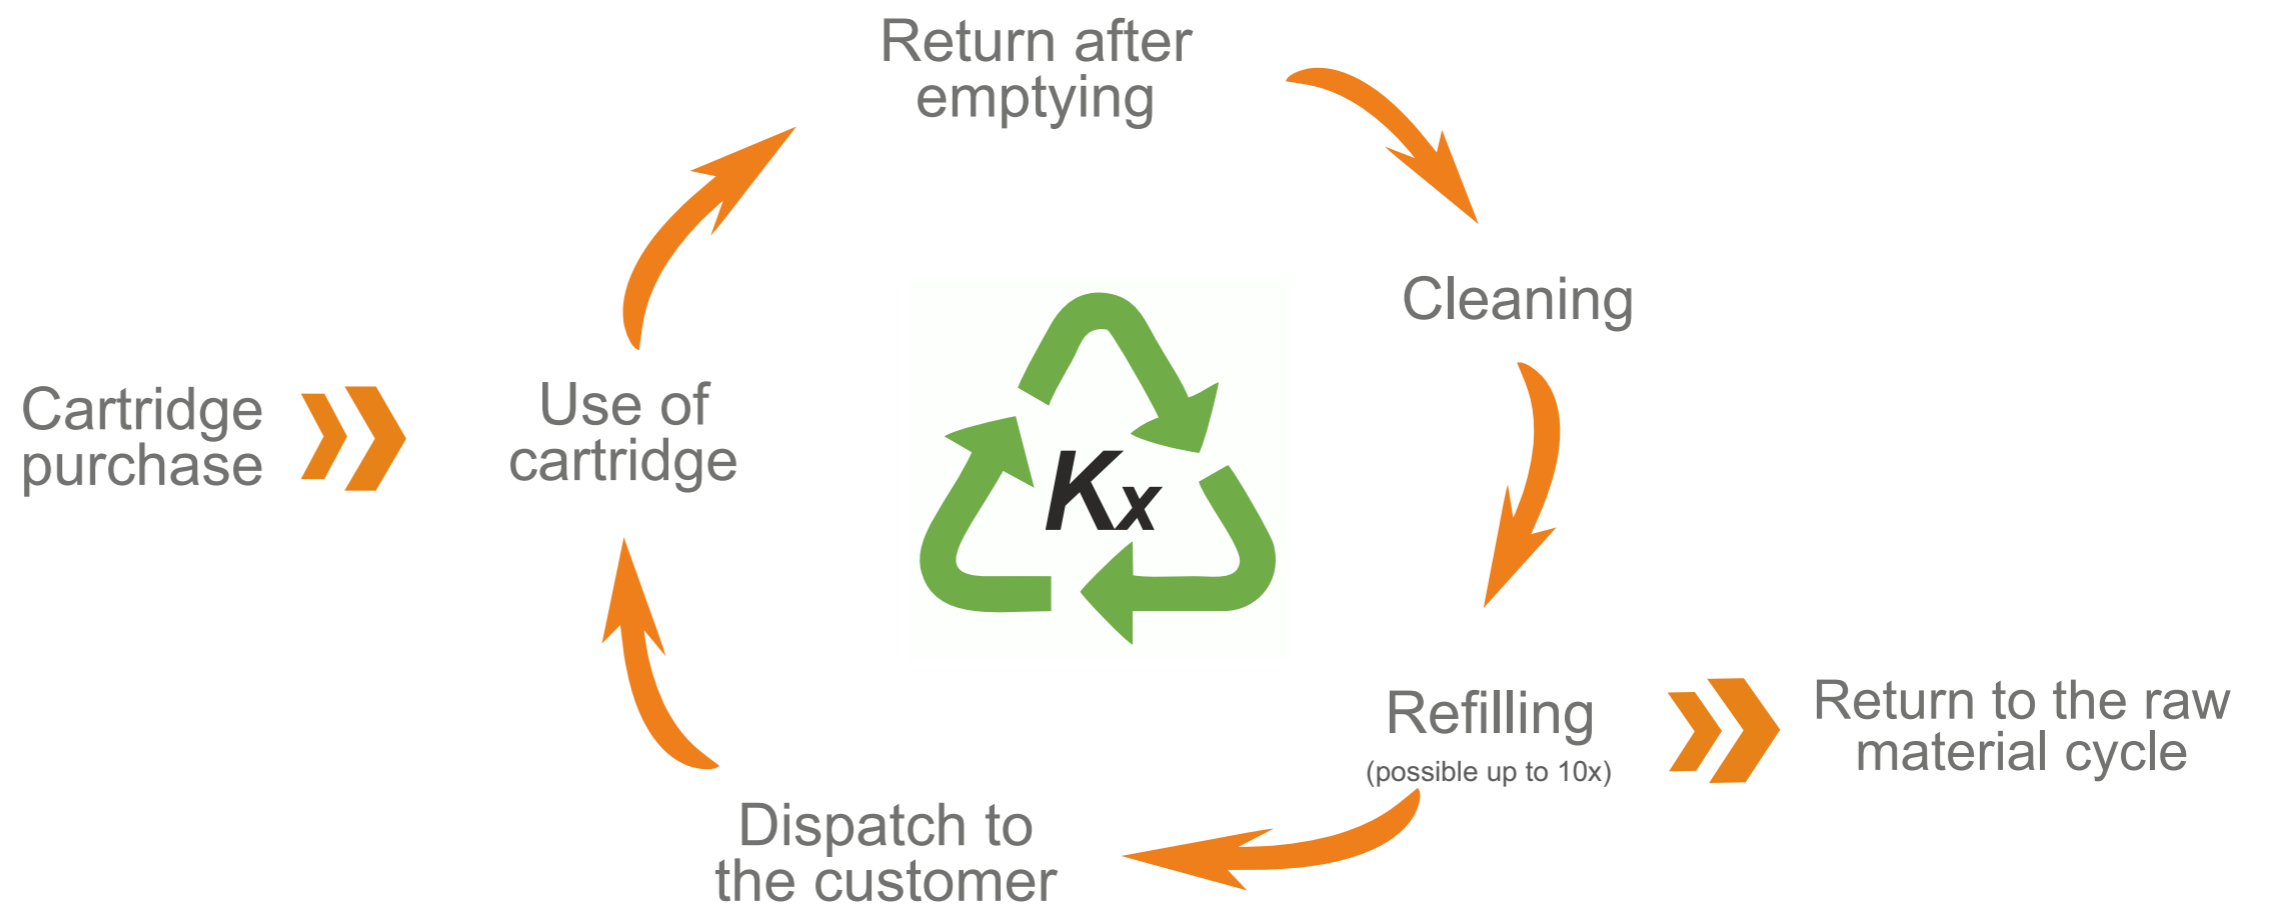 Return after
emptying
Cleaning
Cartridge
purchase
Use of
cartridge
Kx
Refilling
(possible up to 10x)
Return to the raw
material cycle
Dispatch to
the customer